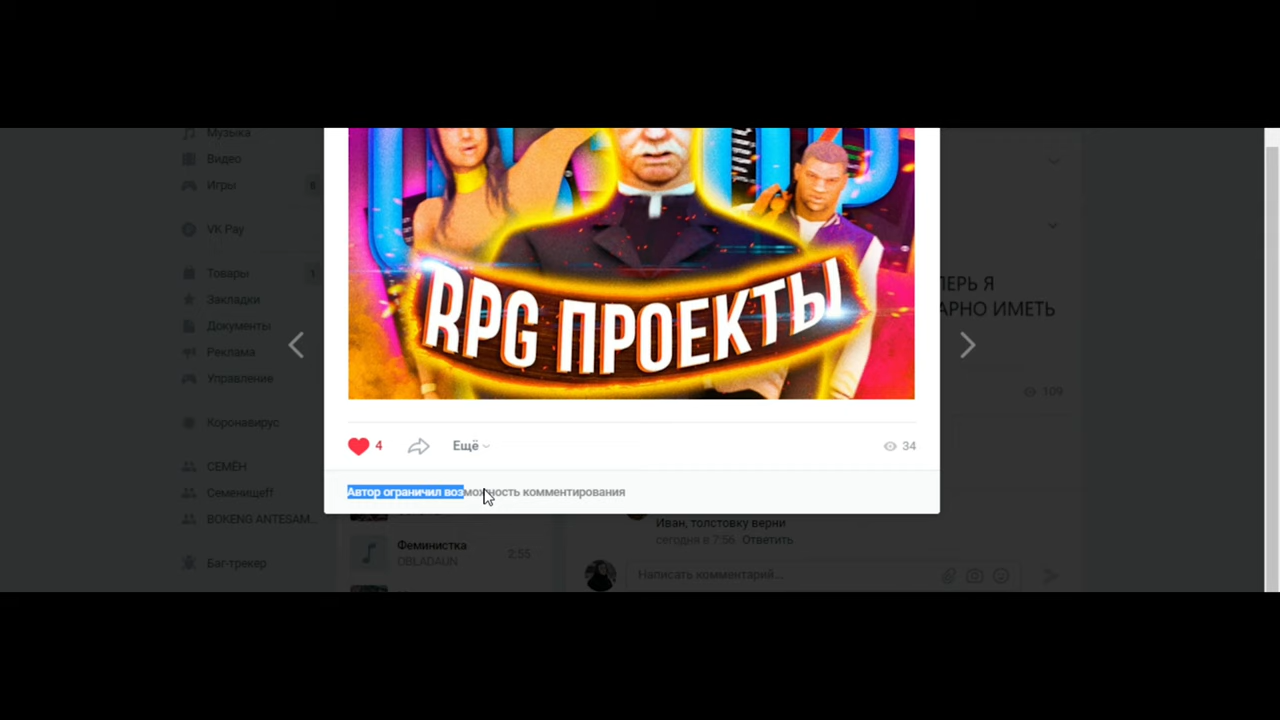 Музыка
Видео
Игры 6
VK Pay
Товары 1
Закладки
Документы
Реклама
Управление
Коронавирус
СЕМЁН
Семенищеff
BOKENG ANTESAM...
Баг-трекер
RPG ПРОЕКТЫ
4
Ещё
34
Автор ограничил возможность комментирования
Феминистка
OBLADAUN
2:55
ПЕРЬ Я
АРНО ИМЕТЬ
109
Иван, толстовку верни
сегодня в 7:56 Ответить
Написать комментарий...